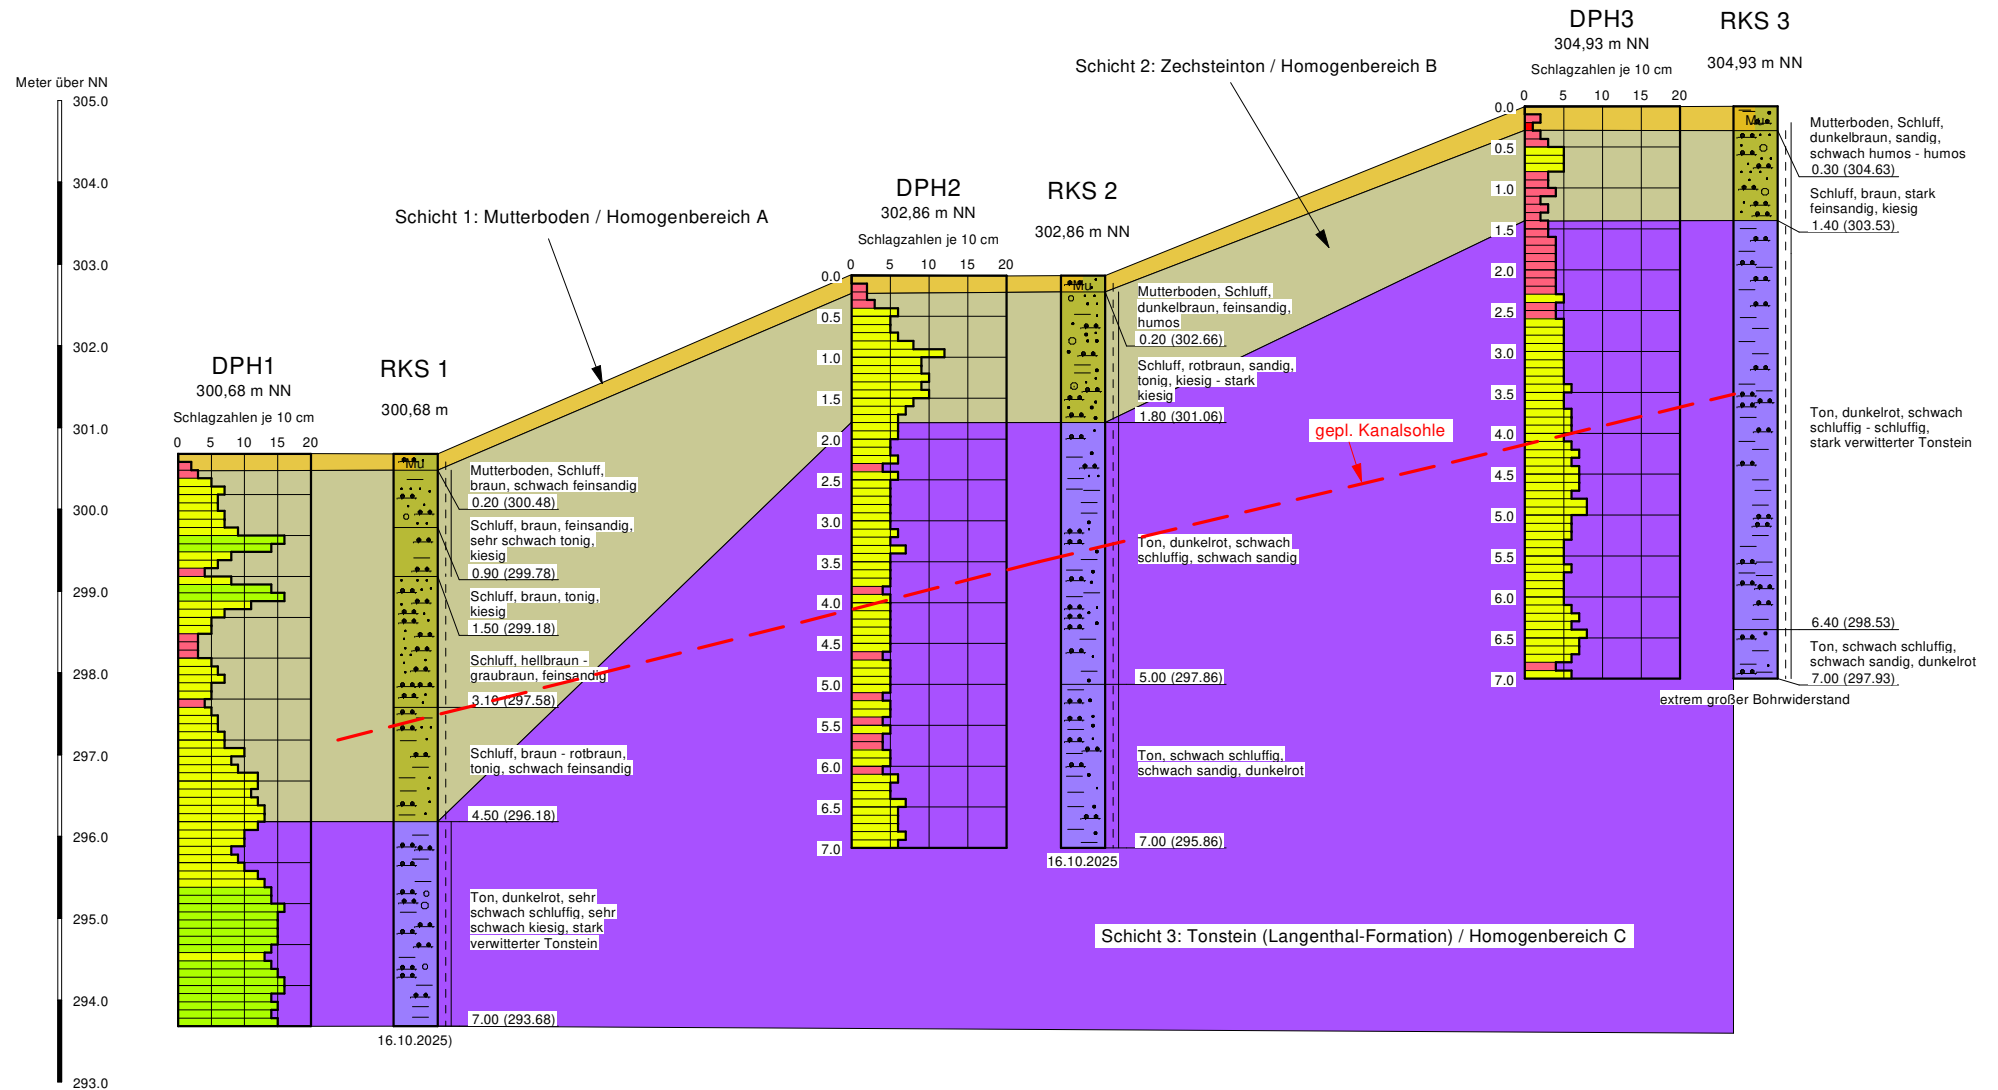 Meter über NN
305.0
304.0
303.0
302.0
301.0
300.0
299.0
298.0
297.0
296.0
295.0
294.0
293.0
DPH1
300,68 m NN
Schlagzahlen je 10 cm
0 5 10 15 20
RKS 1
300,68 m
Mu
Mutterboden, Schluff,
braun, schwach feinsandig
0.20 (300.48)
Schluff, braun, feinsandig,
sehr schwach tonig,
kiesig
0.90 (299.78)
Schluff, braun, tonig,
kiesig
1.50 (299.18)
Schluff, hellbraun -
graubraun, feinsandig
3.10 (297.58)
Schluff, braun - rotbraun,
tonig, schwach feinsandig
4.50 (296.18)
Ton, dunkelrot, sehr
schwach schluffig, sehr
schwach kiesig, stark
verwitterter Tonstein
7.00 (293.68)
16.10.2025)
Schicht 1: Mutterboden / Homogenbereich A
DPH2
302,86 m NN
Schlagzahlen je 10 cm
0 5 10 15 20
0.0
0.5
1.0
1.5
2.0
2.5
3.0
3.5
4.0
4.5
5.0
5.5
6.0
6.5
7.0
RKS 2
302,86 m NN
Mu
Mutterboden, Schluff,
dunkelbraun, feinsandig,
humos
0.20 (302.66)
Schluff, rotbraun, sandig,
tonig, kiesig - stark
kiesig
1.80 (301.06)
Ton, dunkelrot, schwach
schluffig, schwach sandig
5.00 (297.86)
Ton, schwach schluffig,
schwach sandig, dunkelrot
7.00 (295.86)
16.10.2025
Schicht 2: Zechsteinton / Homogenbereich B
gepl. Kanalsohle
Schicht 3: Tonstein (Langenthal-Formation) / Homogenbereich C
DPH3
304,93 m NN
Schlagzahlen je 10 cm
0 5 10 15 20
0.0
0.5
1.0
1.5
2.0
2.5
3.0
3.5
4.0
4.5
5.0
5.5
6.0
6.5
7.0
RKS 3
304,93 m NN
Mu
Mutterboden, Schluff,
dunkelbraun, sandig,
schwach humos - humos
0.30 (304.63)
Schluff, braun, stark
feinsandig, kiesig
1.40 (303.53)
Ton, dunkelrot, schwach
schluffig - schluffig,
stark verwitterter Tonstein
6.40 (298.53)
Ton, schwach schluffig,
schwach sandig, dunkelrot
7.00 (297.93)
extrem großer Bohrwiderstand